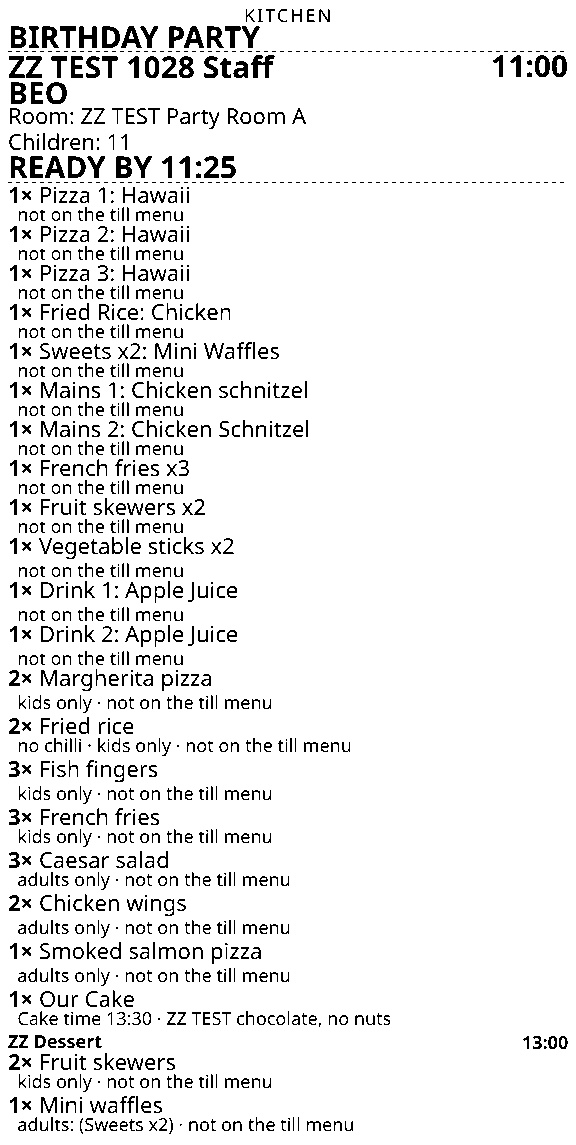 KITCHEN
BIRTHDAY PARTY
ZZ TEST 1028 Staff 11:00
BEO
Room: ZZ TEST Party Room A
Children: 11
READY BY 11:25
1× Pizza 1: Hawaii
not on the till menu
1× Pizza 2: Hawaii
not on the till menu
1× Pizza 3: Hawaii
not on the till menu
1× Fried Rice: Chicken
not on the till menu
1× Sweets x2: Mini Waffles
not on the till menu
1× Mains 1: Chicken schnitzel
not on the till menu
1× Mains 2: Chicken Schnitzel
not on the till menu
1× French fries x3
not on the till menu
1× Fruit skewers x2
not on the till menu
1× Vegetable sticks x2
not on the till menu
1× Drink 1: Apple Juice
not on the till menu
1× Drink 2: Apple Juice
not on the till menu
2× Margherita pizza
kids only · not on the till menu
2× Fried rice
no chilli · kids only · not on the till menu
3× Fish fingers
kids only · not on the till menu
3× French fries
kids only · not on the till menu
3× Caesar salad
adults only · not on the till menu
2× Chicken wings
adults only · not on the till menu
1× Smoked salmon pizza
adults only · not on the till menu
1× Our Cake
Cake time 13:30 · ZZ TEST chocolate, no nuts
ZZ Dessert 13:00
2× Fruit skewers
kids only · not on the till menu
1× Mini waffles
adults: (Sweets x2) · not on the till menu